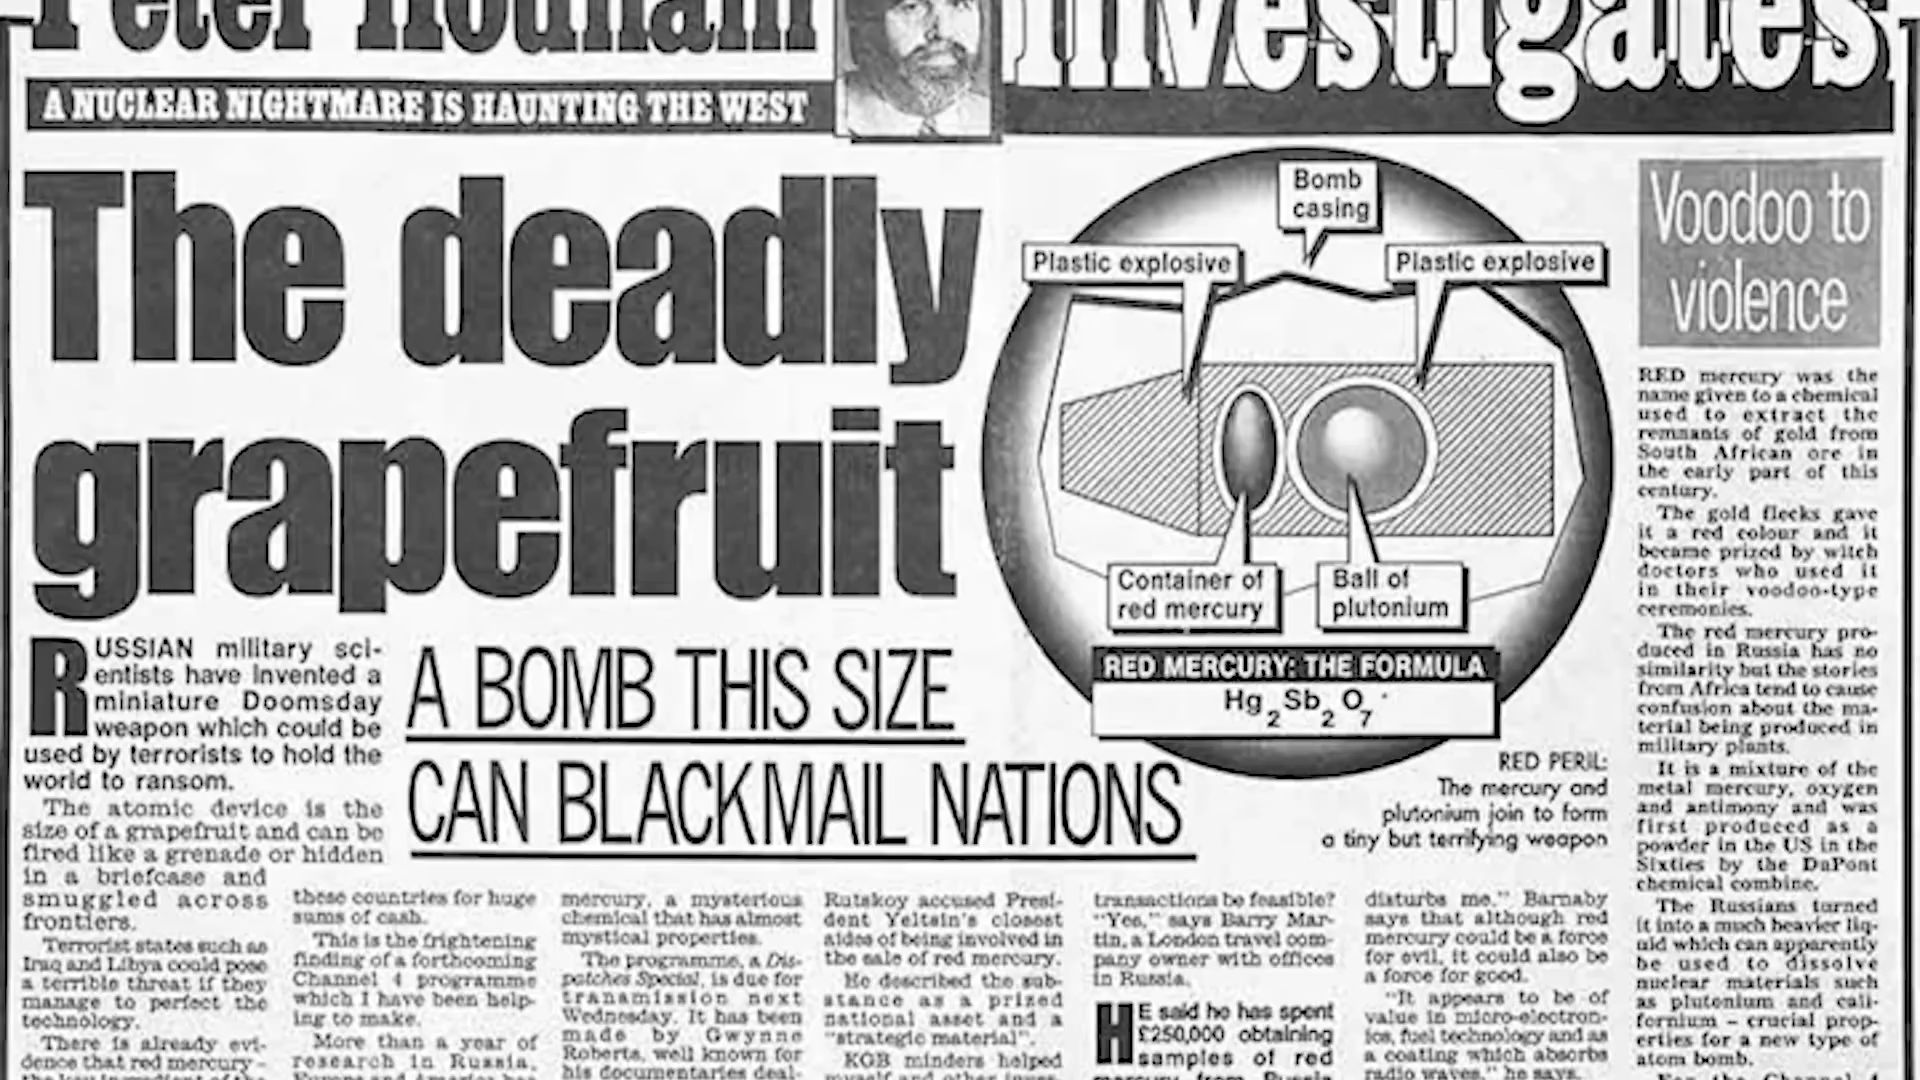 Peter Hounam
Investigates
A NUCLEAR NIGHTMARE IS HAUNTING THE WEST
The deadly
grapefruit
A BOMB THIS SIZE
CAN BLACKMAIL NATIONS
Bomb
casing
Plastic explosive
Plastic explosive
Container of
red mercury
Ball of
plutonium
RED MERCURY: THE FORMULA
Hg2Sb2O7
RED PERIL:
The mercury and
plutonium join to form
a tiny but terrifying weapon
RUSSIAN military sci-
entists have invented a
miniature Doomsday
weapon which could be
used by terrorists to hold the
world to ransom.
The atomic device is the
size of a grapefruit and can be
fired like a grenade or hidden
in a briefcase and
smuggled across
frontiers.
Terrorist states such as
Iraq and Libya could pose
a terrible threat if they
manage to perfect the
technology.
There is already evi-
dence that red mercury -
the key ingredient of the
these countries for huge
sums of cash.
This is the frightening
finding of a forthcoming
Channel 4 programme
which I have been help-
ing to make.
More than a year of
research in Russia,
Europe and America has
mercury, a mysterious
chemical that has almost
mystical properties.
The programme, a Dis-
patches Special, is due for
transmission next
Wednesday. It has been
made by Gwynne
Roberts, well known for
his documentaries deal-
Rutskoy accused Presi-
dent Yeltsin's closest
aides of being involved in
the sale of red mercury.
He described the sub-
stance as a prized
national asset and a
"strategic material".
KGB minders helped
myself and other inves-
transactions be feasible?
"Yes," says Barry Mar-
tin, a London travel com-
pany owner with offices
in Russia.
HE said he has spent
£250,000 obtaining
samples of red
mercury from Russia
disturbs me." Barnaby
says that although red
mercury could be a force
for evil, it could also be
a force for good.
"It appears to be of
value in micro-electron-
ics, fuel technology and as
a coating which absorbs
radio waves," he says.
Voodoo to
violence
RED mercury was the
name given to a chemical
used to extract the
remnants of gold from
South African ore in
the early part of this
century.
The gold flecks gave
it a red colour and it
became prized by witch
doctors who used it
in their voodoo-type
ceremonies.
The red mercury pro-
duced in Russia has no
similarity but the stories
from Africa tend to cause
confusion about the ma-
terial being produced in
military plants.
It is a mixture of the
metal mercury, oxygen
and antimony and was
first produced as a
powder in the US in the
Sixties by the DaPont
chemical combine.
The Russians turned
it into a much heavier liq-
uid which can apparently
be used to dissolve
nuclear materials such
as plutonium and cali-
fornium – crucial prop-
erties for a new type of
atom bomb.
For the Channel 4